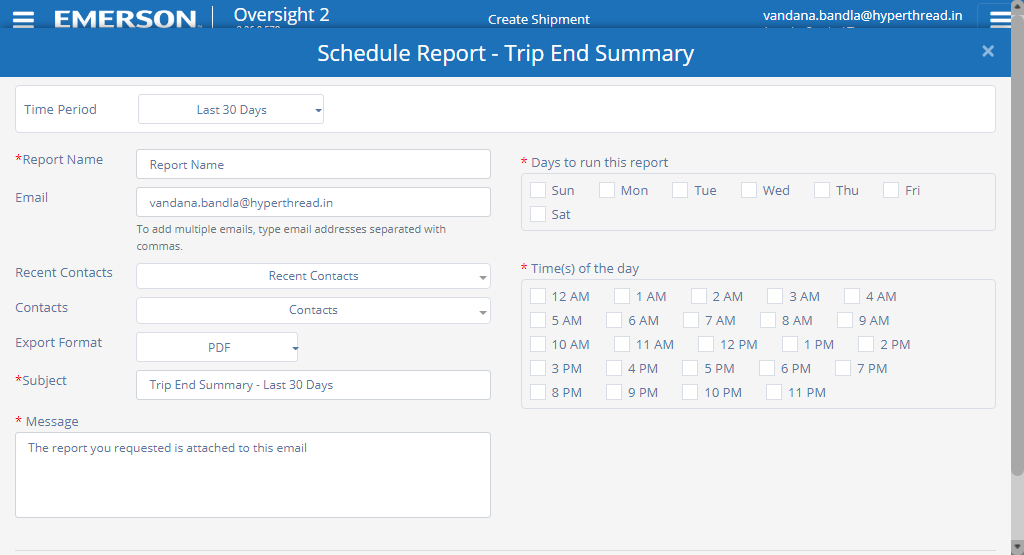 EMERSON Oversight 2 Create Shipment vandana.bandla@hyperthread.in
Schedule Report - Trip End Summary ×
Time Period Last 30 Days
*Report Name Report Name
Email vandana.bandla@hyperthread.in
To add multiple emails, type email addresses separated with
commas.
Recent Contacts Recent Contacts
Contacts Contacts
Export Format PDF
*Subject Trip End Summary - Last 30 Days
* Message
The report you requested is attached to this email
* Days to run this report
Sun Mon Tue Wed Thu Fri
Sat
* Time(s) of the day
12 AM 1 AM 2 AM 3 AM 4 AM
5 AM 6 AM 7 AM 8 AM 9 AM
10 AM 11 AM 12 PM 1 PM 2 PM
3 PM 4 PM 5 PM 6 PM 7 PM
8 PM 9 PM 10 PM 11 PM